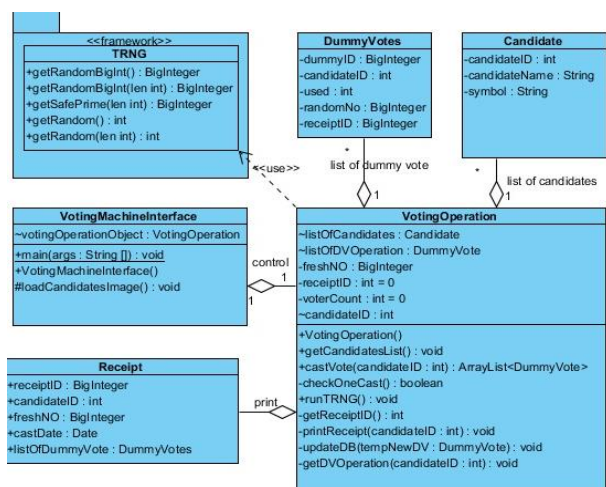 <<framework>>
TRNG
+getRandomBigInt() : BigInteger
+getRandomBigInt(len int) : BigInteger
+getSafePrime(len int) : BigInteger
+getRandom() : int
+getRandom(len int) : int
DummyVotes
-dummyID : BigInteger
-candidateID : int
-used : int
-randomNo : BigInteger
-receiptID : BigInteger
Candidate
-candidateID : int
-candidateName : String
-symbol : String
*
list of dummy vote
1
*
list of candidates
1
<<use>>
VotingMachineInterface
~votingOperationObject : VotingOperation
+main(args : String []) : void
+VotingMachineInterface()
#loadCandidatesImage() : void
control
1
1
VotingOperation
~listOfCandidates : Candidate
~listOfDVOperation : DummyVote
-freshNO : BigInteger
-receiptID : int = 0
-voterCount : int = 0
~candidateID : int
+VotingOperation()
+getCandidatesList() : void
+castVote(candidateID : int) : ArrayList<DummyVote>
-checkOneCast() : boolean
+runTRNG() : void
-getReceiptID() : int
-printReceipt(candidateID : int) : void
-updateDB(tempNewDV : DummyVote) : void
-getDVOperation(candidateID : int) : void
Receipt
+receiptID : BigInteger
+candidateID : int
+freshNO : BigInteger
+castDate : Date
+listOfDummyVote : DummyVotes
print